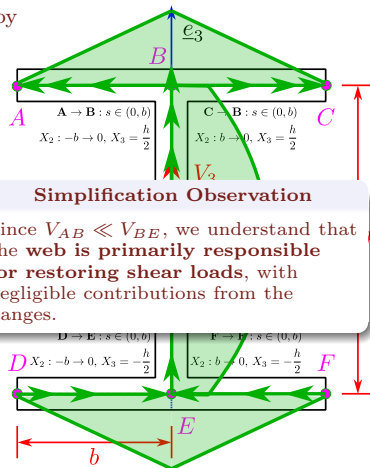 by
e₃
B
A
C
A → B : s ∈ (0, b)
X₂ : −b → 0, X₃ = h/2
C → B : s ∈ (0, b)
X₂ : b → 0, X₃ = h/2
V₃
Simplification Observation
ince V_AB ≪ V_BE, we understand that
he web is primarily responsible
or restoring shear loads, with
egligible contributions from the
anges.
D → E : s ∈ (0, b)
X₂ : −b → 0, X₃ = −h/2
F → E : s ∈ (0, b)
X₂ : b → 0, X₃ = −h/2
D
F
E
b